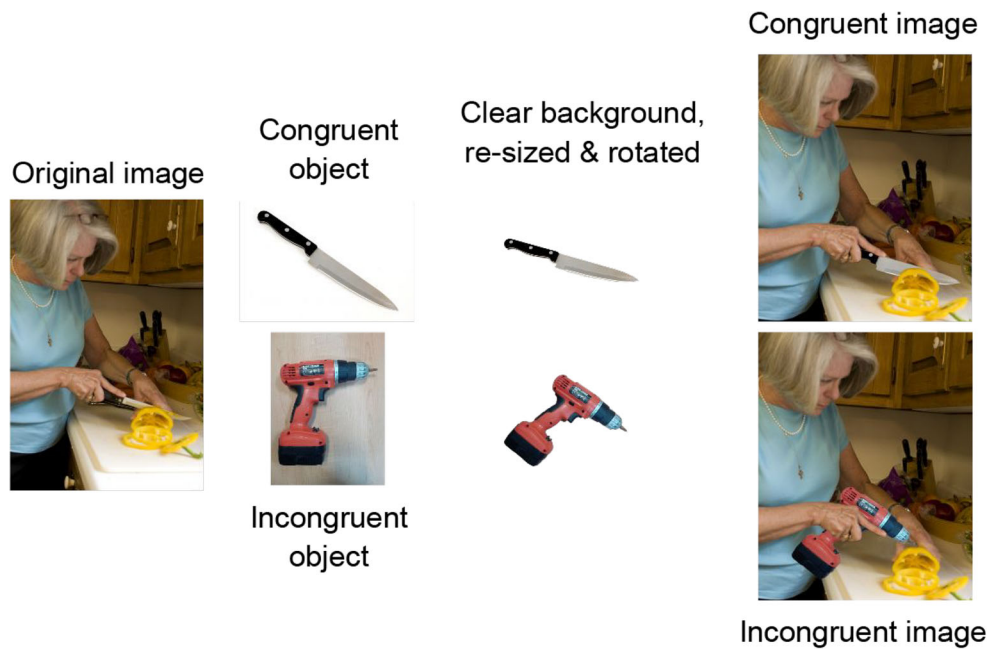 Original image
Congruent
object
Incongruent
object
Clear background,
re-sized & rotated
Congruent image
Incongruent image